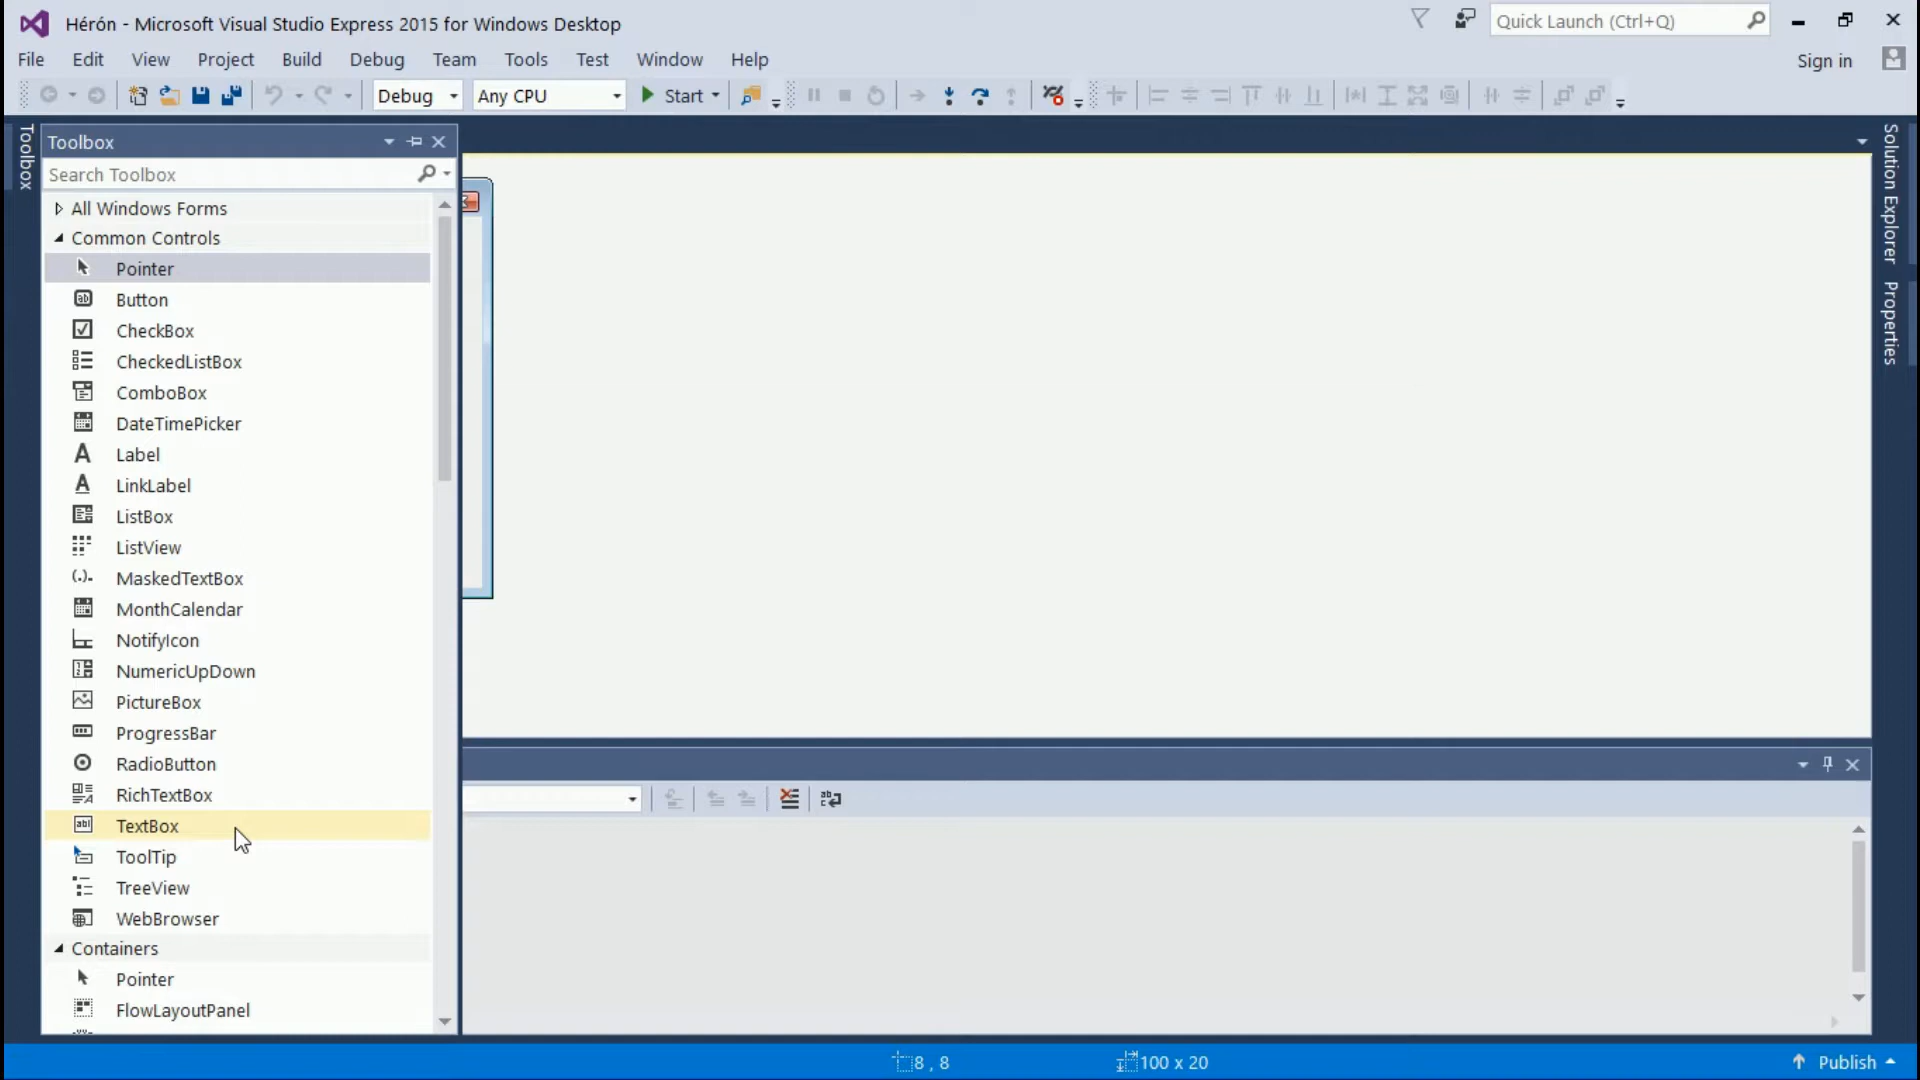 Hérón - Microsoft Visual Studio Express 2015 for Windows Desktop
Quick Launch (Ctrl+Q)
File Edit View Project Build Debug Team Tools Test Window Help
Sign in
Debug Any CPU Start
Toolbox
Toolbox
Search Toolbox
All Windows Forms
Common Controls
Pointer
Button
CheckBox
CheckedListBox
ComboBox
DateTimePicker
Label
LinkLabel
ListBox
ListView
MaskedTextBox
MonthCalendar
NotifyIcon
NumericUpDown
PictureBox
ProgressBar
RadioButton
RichTextBox
TextBox
ToolTip
TreeView
WebBrowser
Containers
Pointer
FlowLayoutPanel
Solution Explorer
Properties
8 , 8
100 x 20
Publish